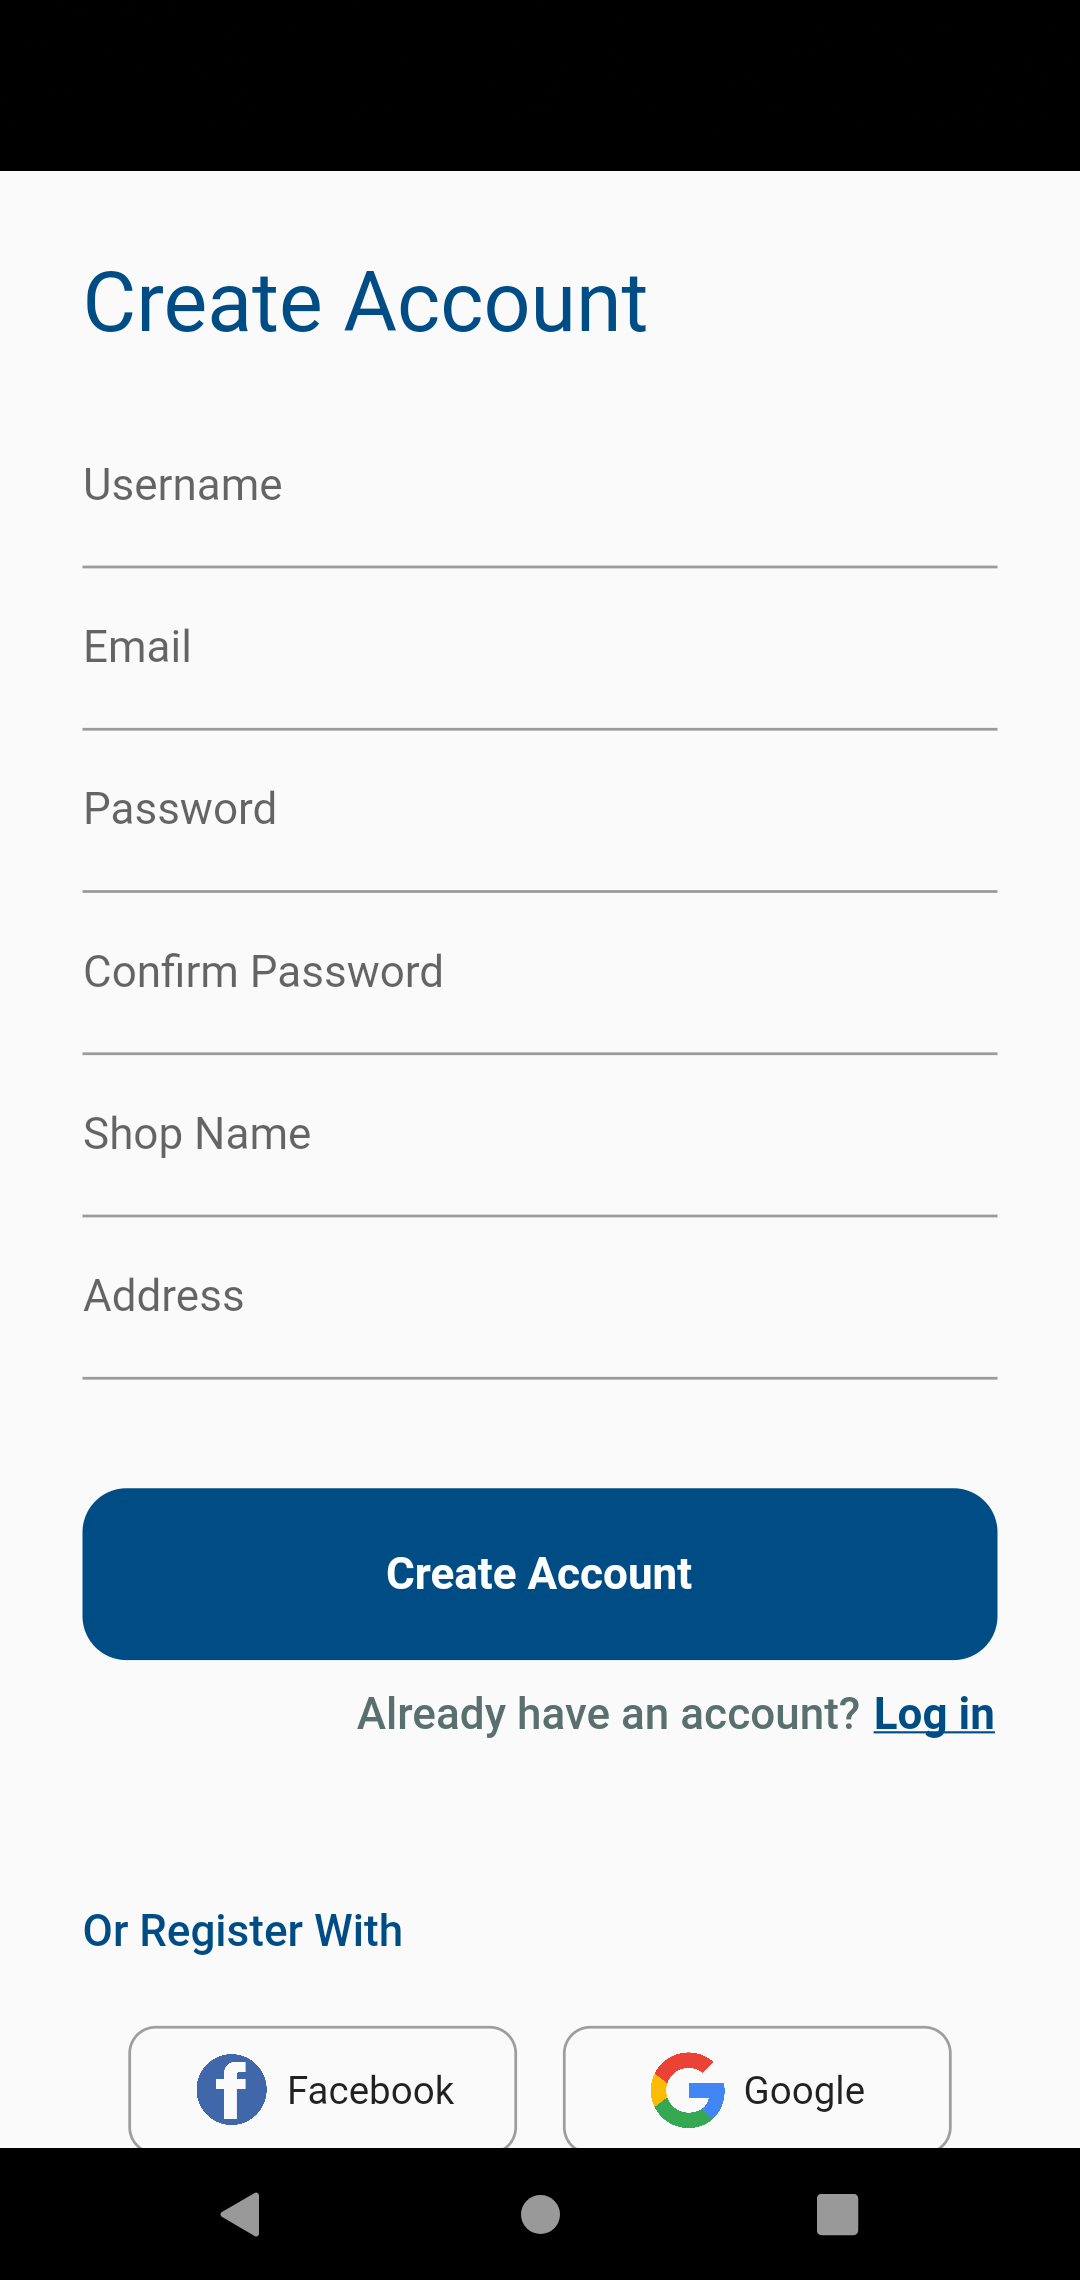 Create Account
Username
Email
Password
Confirm Password
Shop Name
Address
Create Account
Already have an account? Log in
Or Register With
Facebook Google